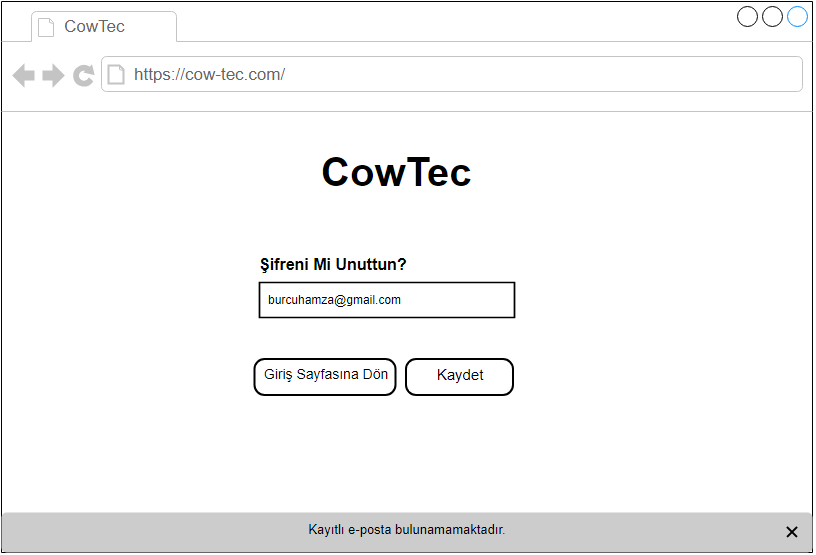 CowTec
https://cow-tec.com/
CowTec
Şifreni Mi Unuttun?
burcuhamza@gmail.com
Giriş Sayfasına Dön
Kaydet
Kayıtlı e-posta bulunamamaktadır.